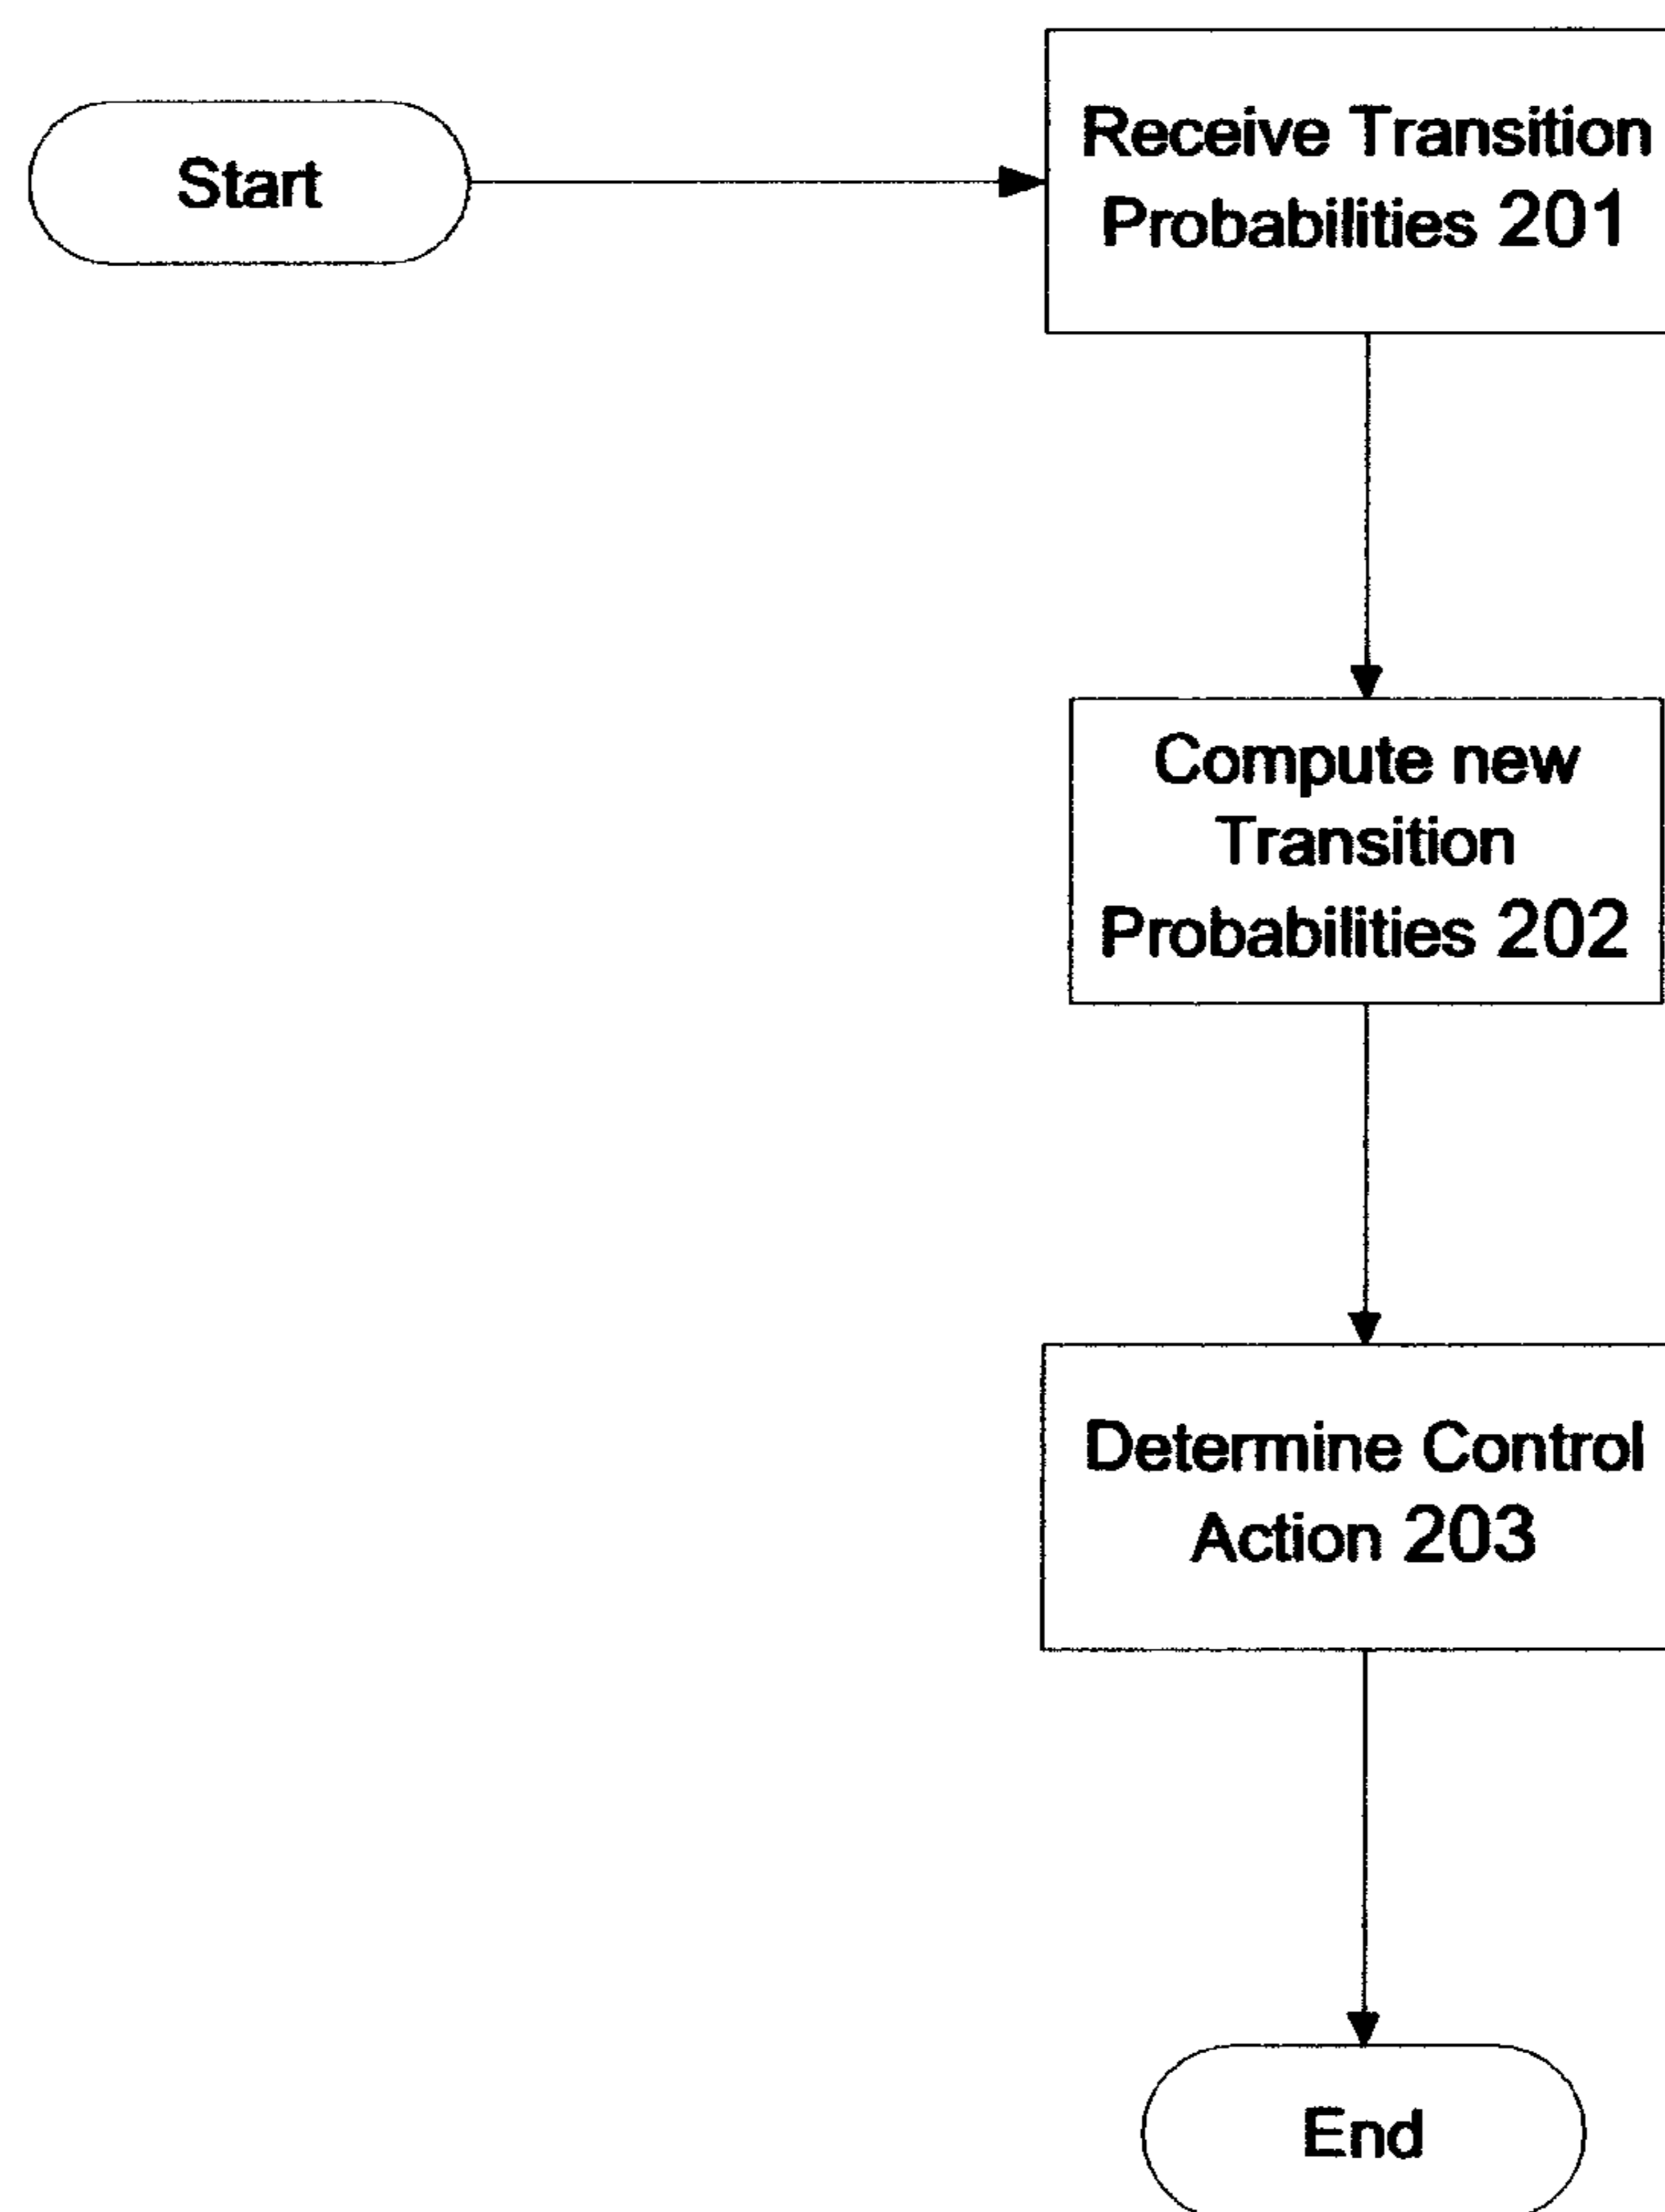 Start
Receive Transition
Probabilities 201
Compute new
Transition
Probabilities 202
Determine Control
Action 203
End